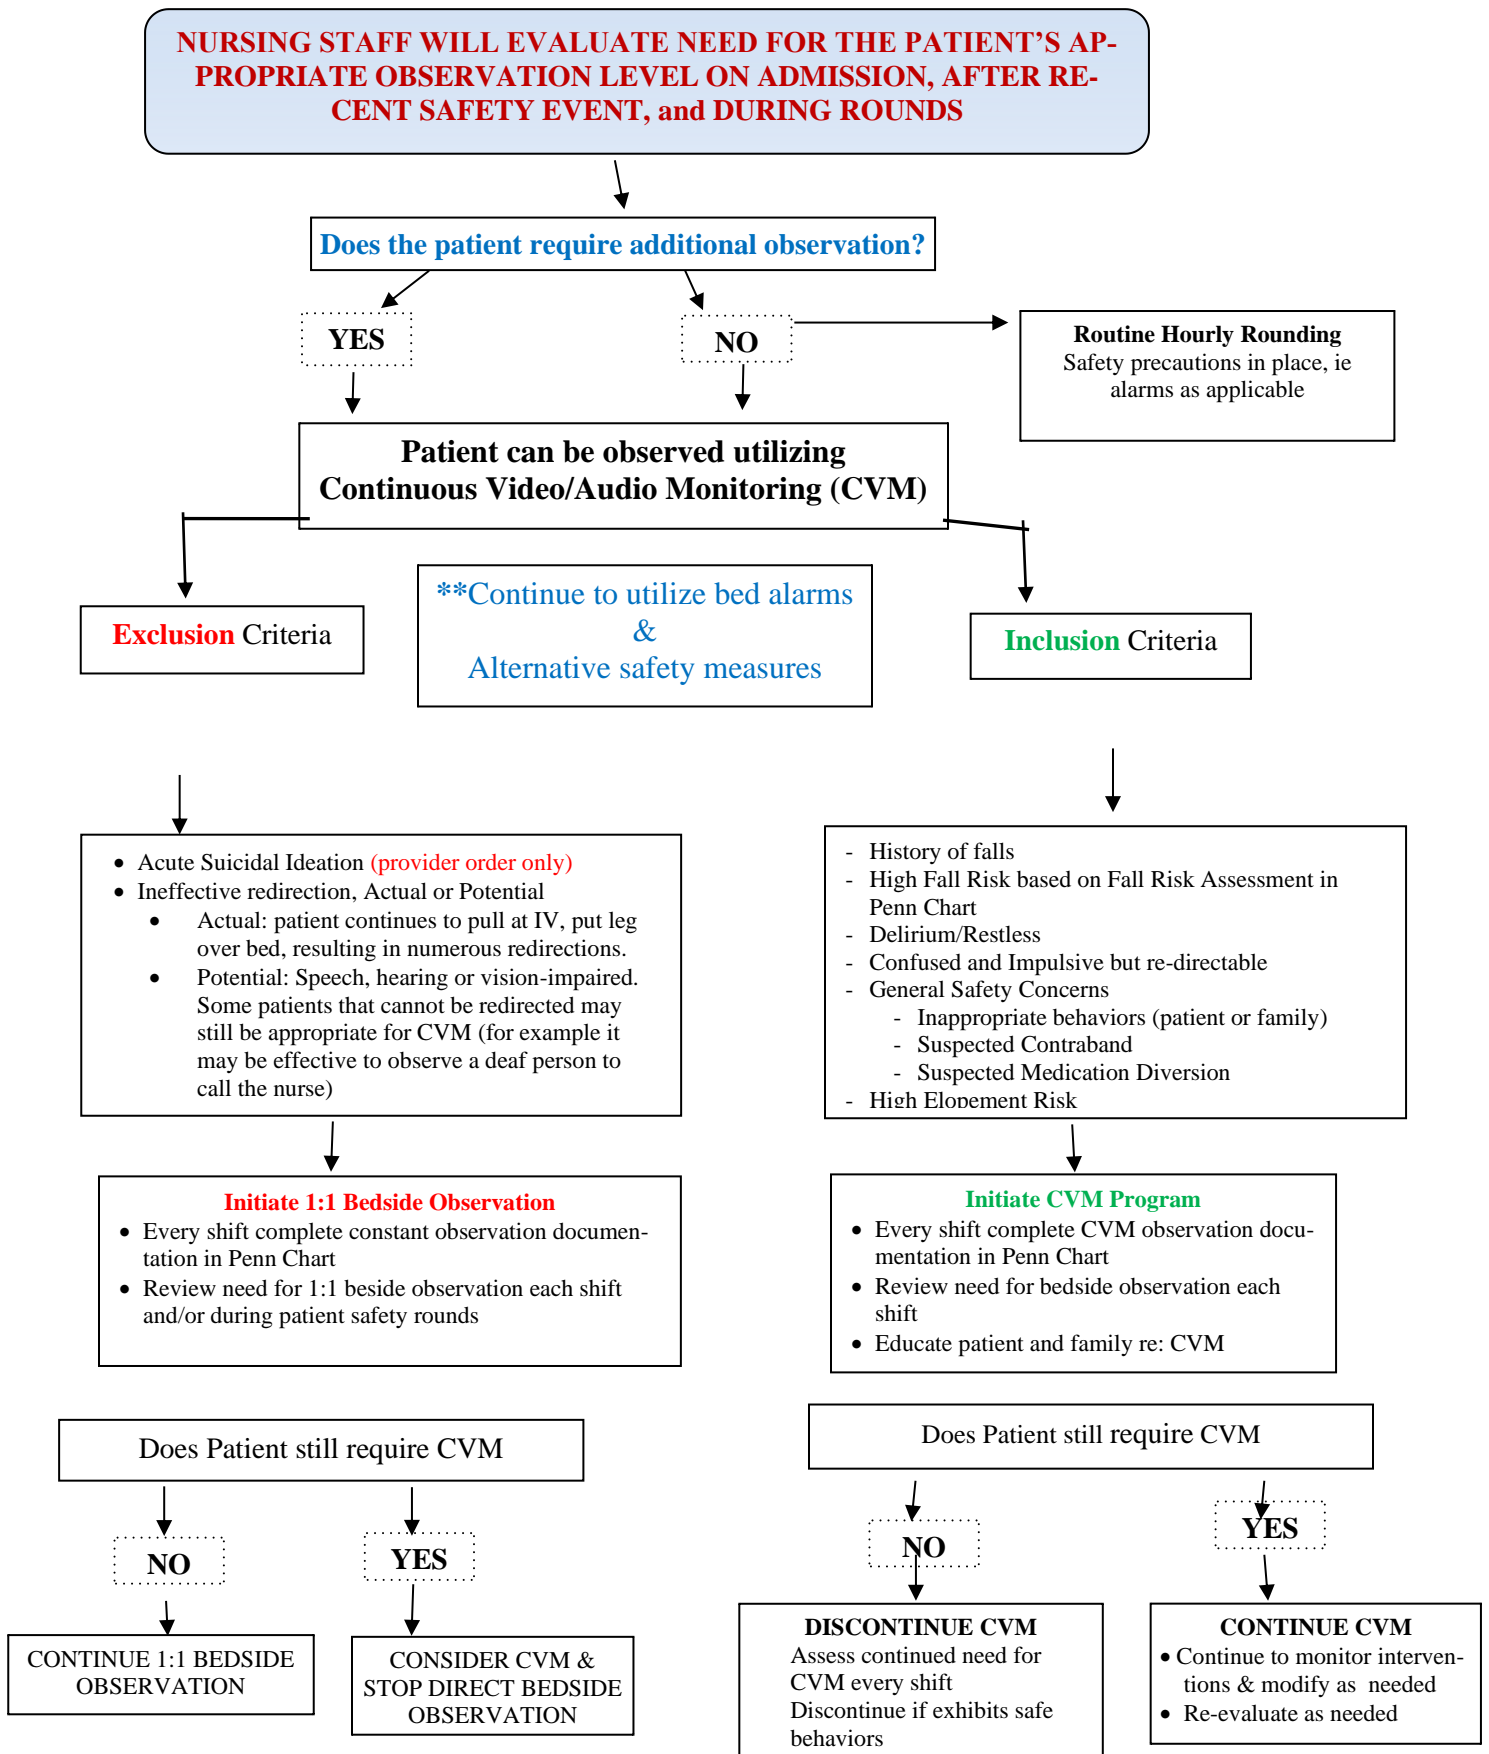 NURSING STAFF WILL EVALUATE NEED FOR THE PATIENT’S AP-
PROPRIATE OBSERVATION LEVEL ON ADMISSION, AFTER RE-
CENT SAFETY EVENT, and DURING ROUNDS
Does the patient require additional observation?
YES
NO
Routine Hourly Rounding
Safety precautions in place, ie
alarms as applicable
Patient can be observed utilizing
Continuous Video/Audio Monitoring (CVM)
Exclusion Criteria
**Continue to utilize bed alarms
&
Alternative safety measures
Inclusion Criteria
• Acute Suicidal Ideation (provider order only)
• Ineffective redirection, Actual or Potential
• Actual: patient continues to pull at IV, put leg
over bed, resulting in numerous redirections.
• Potential: Speech, hearing or vision-impaired.
Some patients that cannot be redirected may
still be appropriate for CVM (for example it
may be effective to observe a deaf person to
call the nurse)
- History of falls
- High Fall Risk based on Fall Risk Assessment in
Penn Chart
- Delirium/Restless
- Confused and Impulsive but re-directable
- General Safety Concerns
- Inappropriate behaviors (patient or family)
- Suspected Contraband
- Suspected Medication Diversion
- High Elopement Risk
Initiate 1:1 Bedside Observation
• Every shift complete constant observation documen-
tation in Penn Chart
• Review need for 1:1 beside observation each shift
and/or during patient safety rounds
Initiate CVM Program
• Every shift complete CVM observation docu-
mentation in Penn Chart
• Review need for bedside observation each
shift
• Educate patient and family re: CVM
Does Patient still require CVM
NO
YES
CONTINUE 1:1 BEDSIDE
OBSERVATION
CONSIDER CVM &
STOP DIRECT BEDSIDE
OBSERVATION
Does Patient still require CVM
NO
YES
DISCONTINUE CVM
Assess continued need for
CVM every shift
Discontinue if exhibits safe
behaviors
CONTINUE CVM
• Continue to monitor interven-
tions & modify as needed
• Re-evaluate as needed